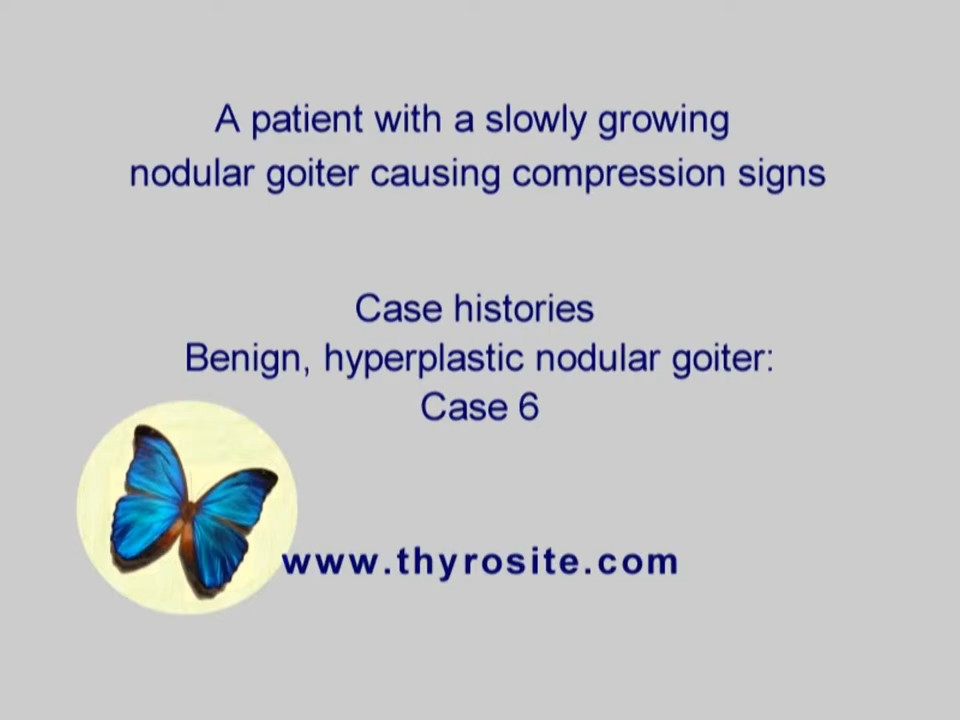 A patient with a slowly growing
nodular goiter causing compression signs
Case histories
Benign, hyperplastic nodular goiter:
Case 6
www.thyrosite.com